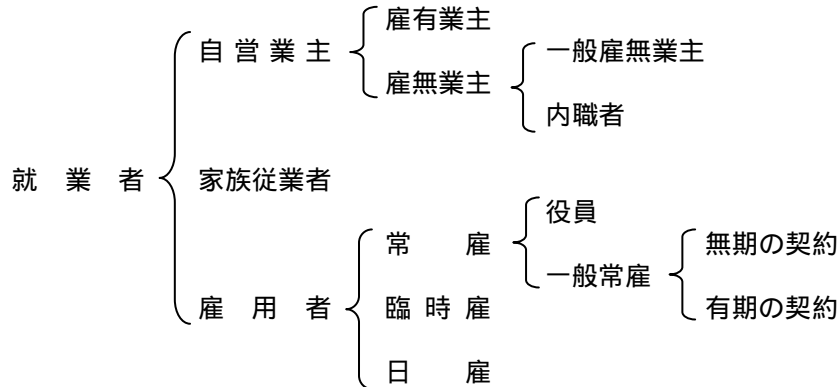 雇有業主
自営業主
一般雇無業主
雇無業主
内職者
就業者
家族従業者
役員
常雇
無期の契約
一般常雇
雇用者
臨時雇
有期の契約
日雇